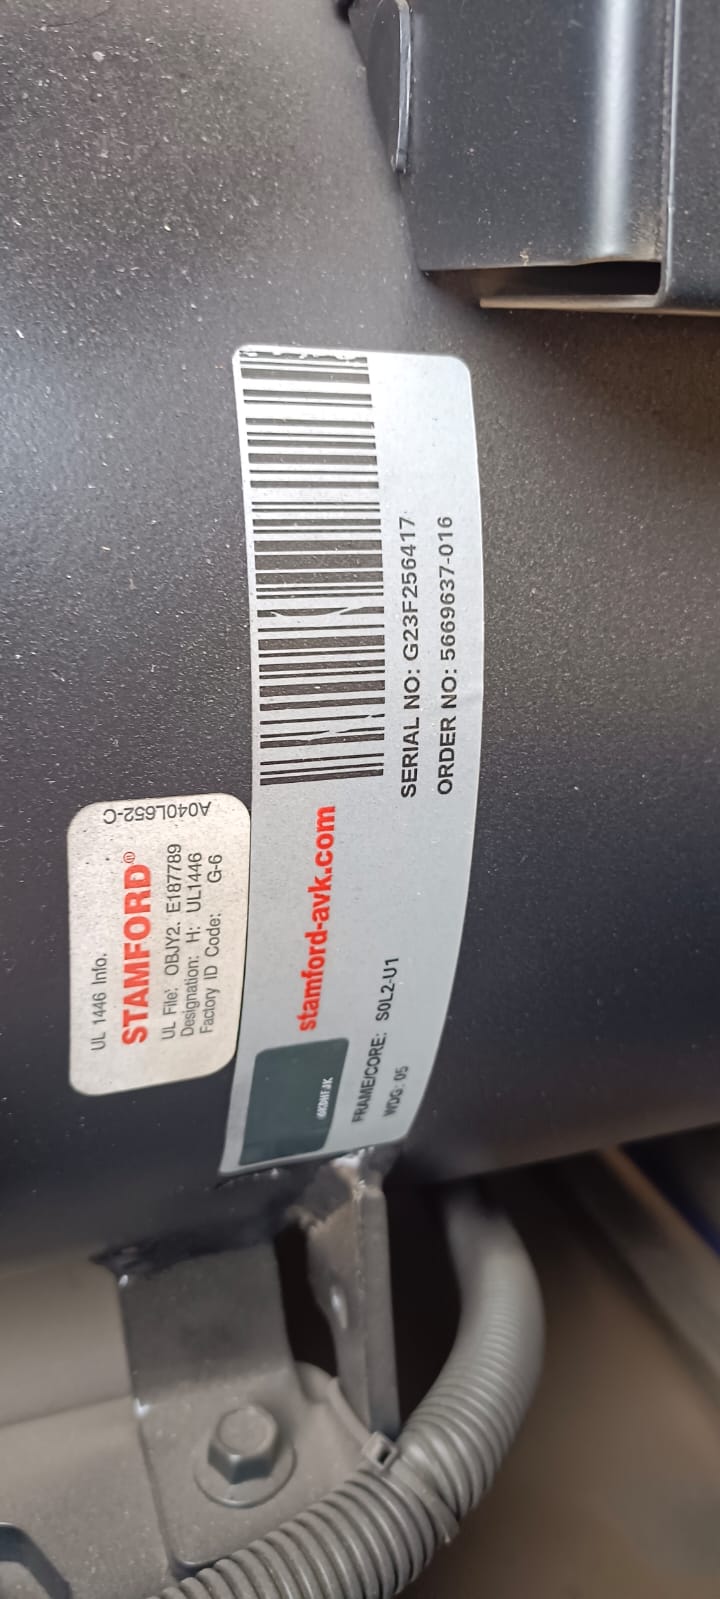 UL 1446 Info.
STAMFORD®
UL File: OBJY2. E187789
Designation: H: UL1446
Factory ID Code: G-6
A040L652-C
stamford-avk.com
FRAME/CORE: S0L2-U1
WDG: 05
SERIAL NO: G23F256417
ORDER NO: 5669637-016